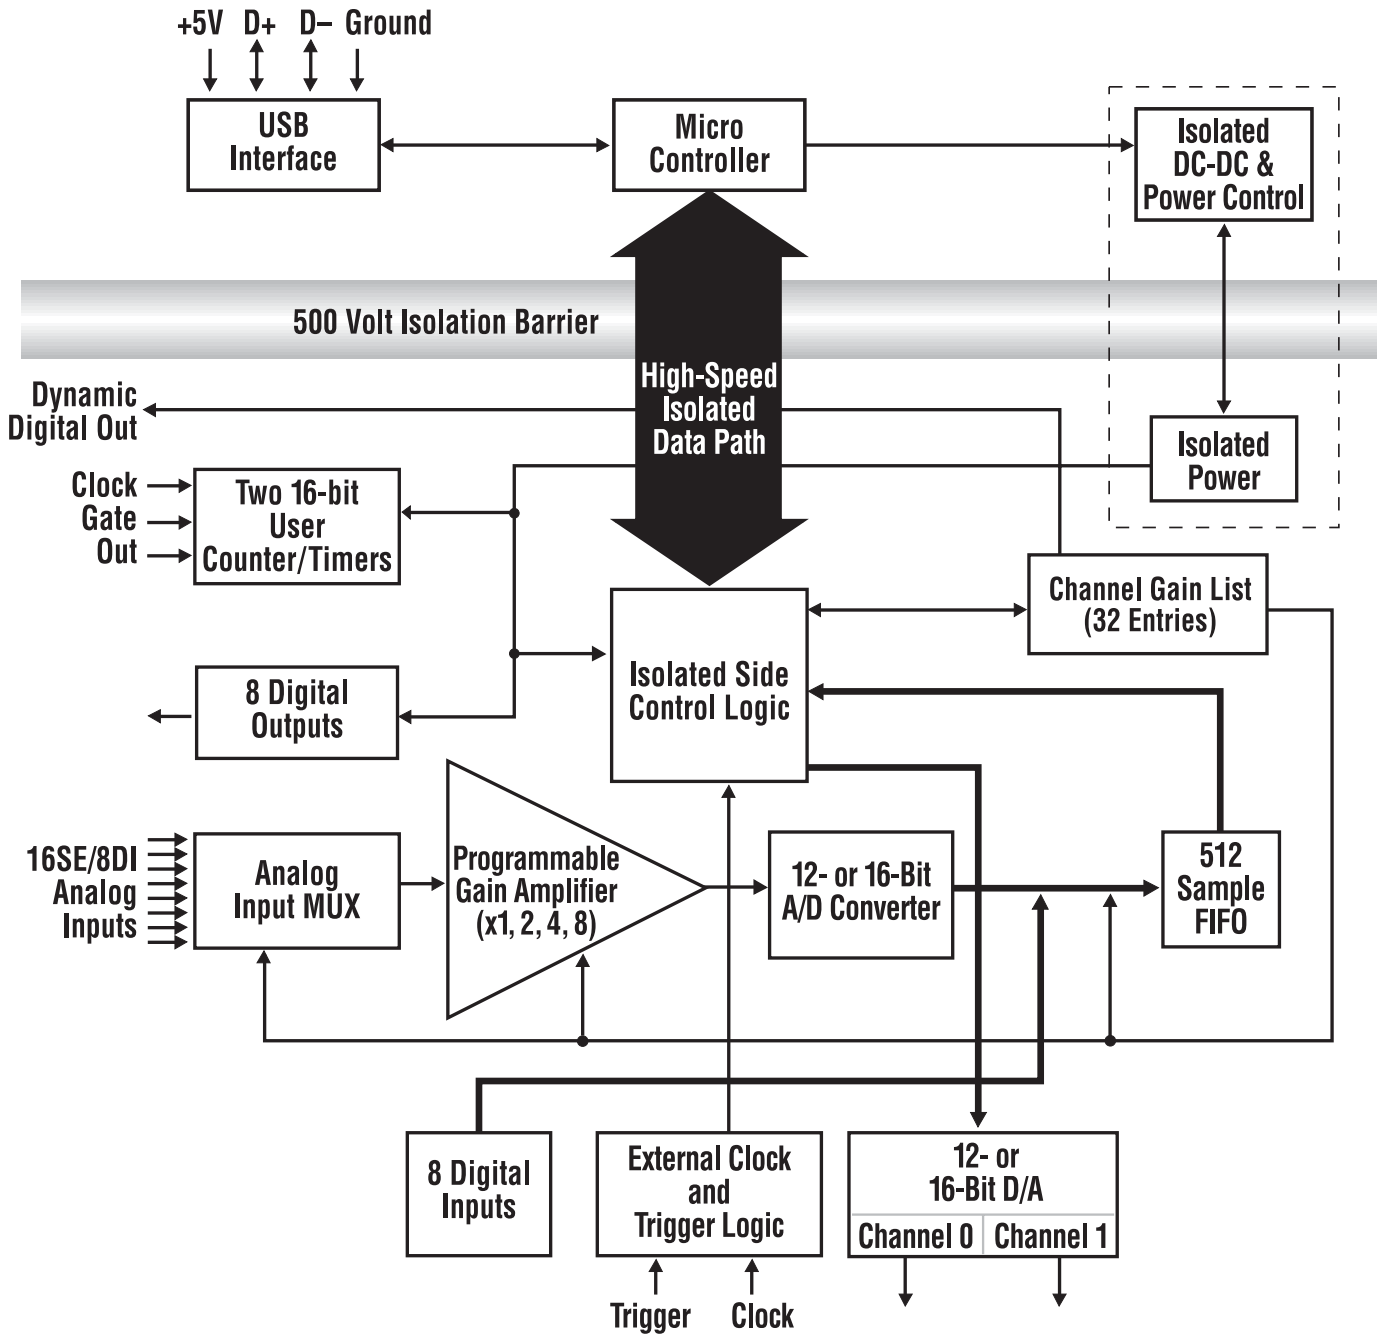 +5V D+ D– Ground
USB
Interface
Micro
Controller
Isolated
DC-DC &
Power Control
500 Volt Isolation Barrier
High-Speed
Isolated
Data Path
Dynamic
Digital Out
Isolated
Power
Clock
Gate
Out
Two 16-bit
User
Counter/Timers
Channel Gain List
(32 Entries)
Isolated Side
Control Logic
8 Digital
Outputs
16SE/8DI
Analog
Inputs
Analog
Input MUX
Programmable
Gain Amplifier
(x1, 2, 4, 8)
12- or 16-Bit
A/D Converter
512
Sample
FIFO
8 Digital
Inputs
External Clock
and
Trigger Logic
12- or
16-Bit D/A
Channel 0 Channel 1
Trigger Clock